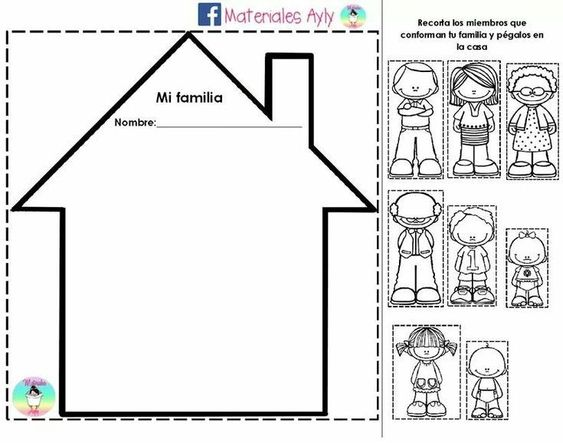 Materiales Ayly
Recorta los miembros que
conforman tu familia y pégalos en
la casa
Mi familia
Nombre:
1